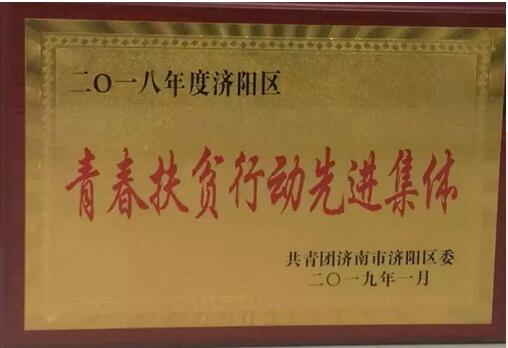 二〇一八年度济阳区
青春扶贫行动先进集体
共青团济南市济阳区委
二〇一九年一月